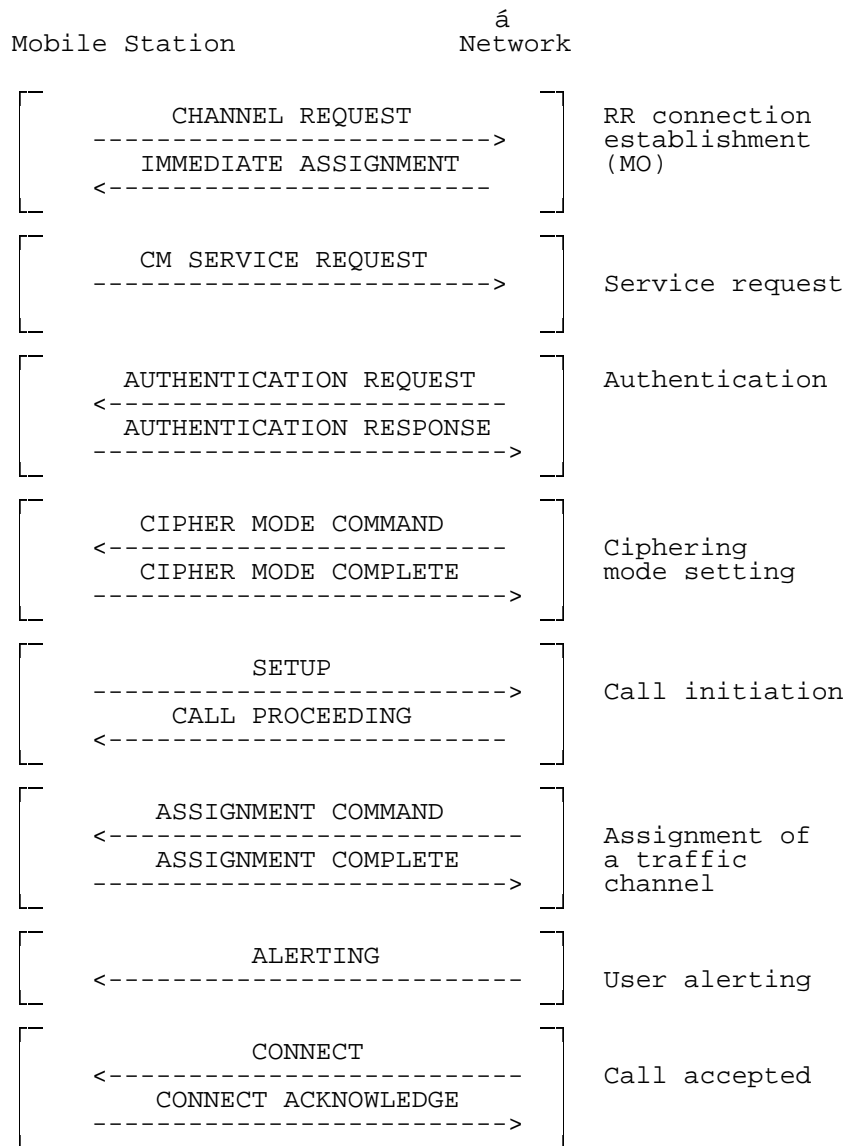 á
Mobile Station Network
CHANNEL REQUEST RR connection
-------------------------> establishment
IMMEDIATE ASSIGNMENT (MO)
<------------------------
CM SERVICE REQUEST
-------------------------> Service request
AUTHENTICATION REQUEST Authentication
<-------------------------
AUTHENTICATION RESPONSE
-------------------------->
CIPHER MODE COMMAND
<------------------------- Ciphering
CIPHER MODE COMPLETE mode setting
-------------------------->
SETUP
--------------------------> Call initiation
CALL PROCEEDING
<-------------------------
ASSIGNMENT COMMAND
<-------------------------- Assignment of
ASSIGNMENT COMPLETE a traffic
--------------------------> channel
ALERTING
<-------------------------- User alerting
CONNECT
<-------------------------- Call accepted
CONNECT ACKNOWLEDGE
-------------------------->